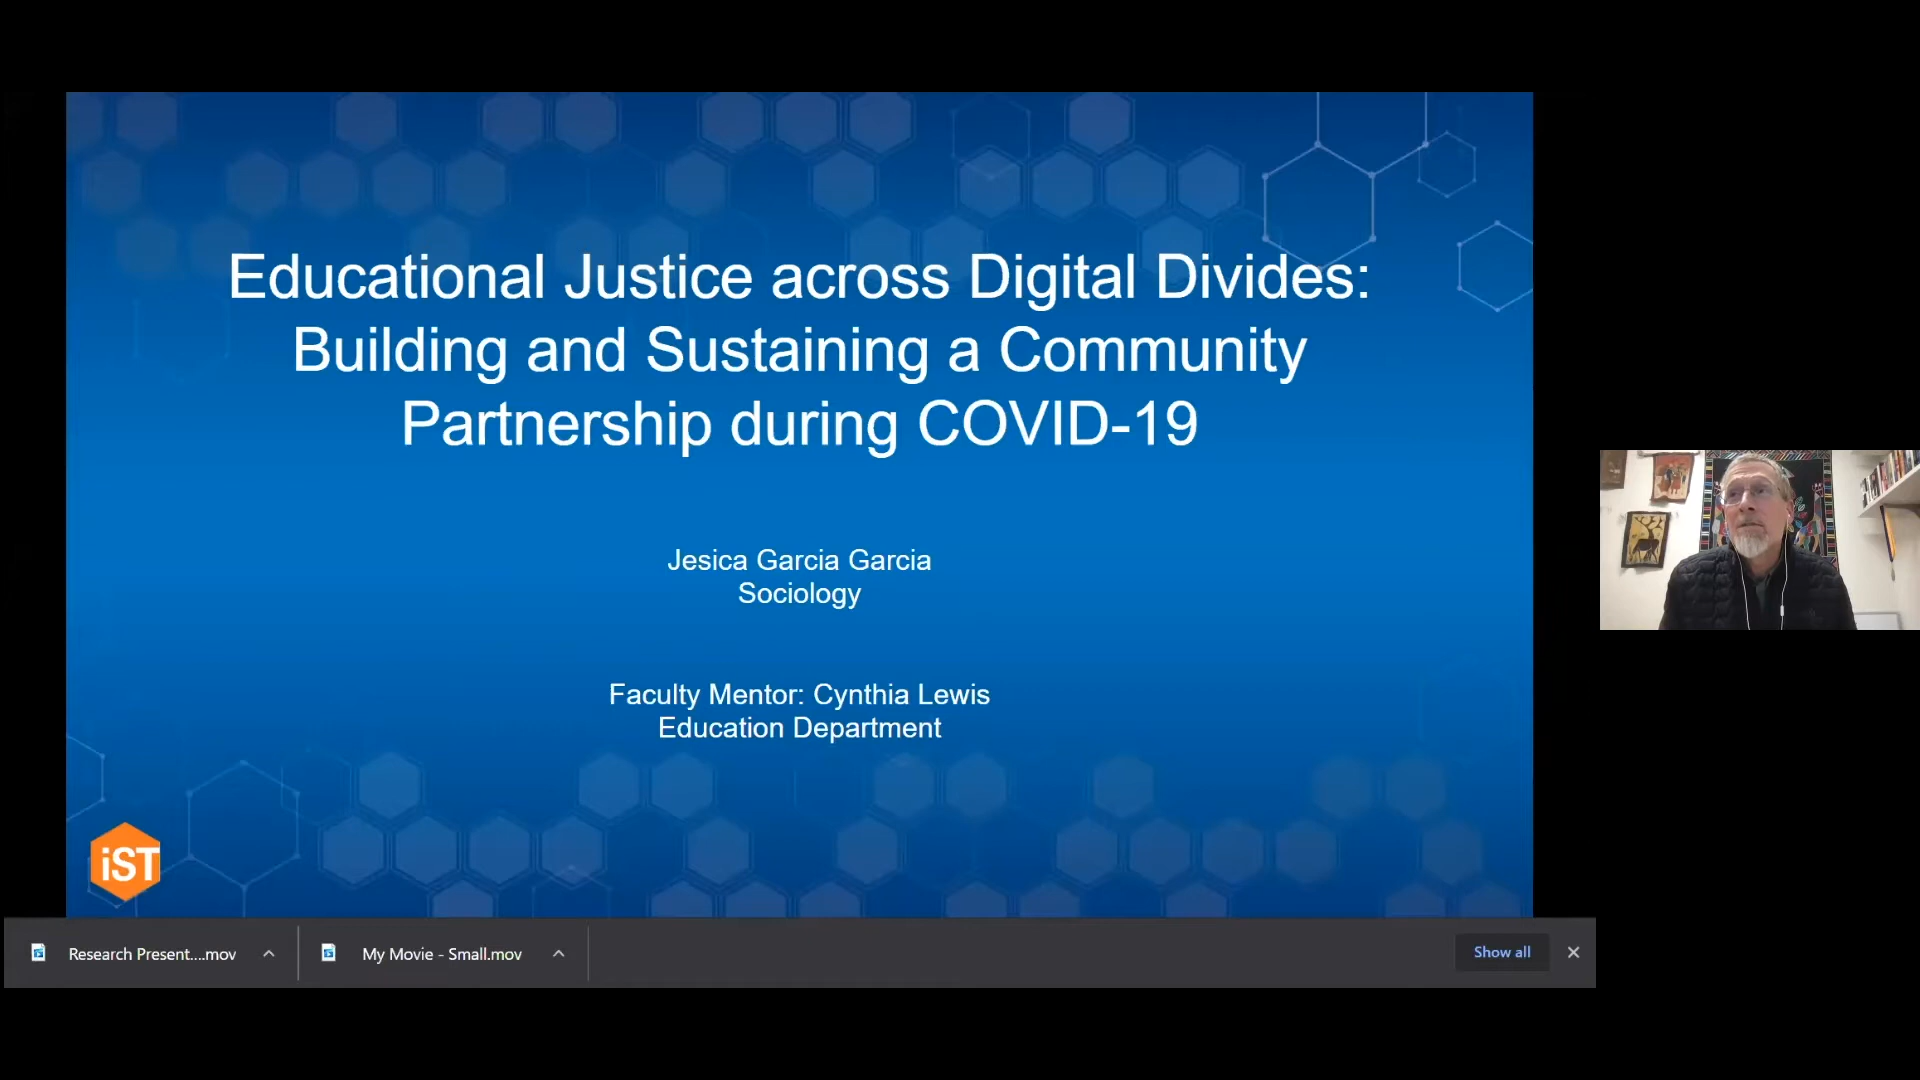 Educational Justice across Digital Divides:
Building and Sustaining a Community
Partnership during COVID-19
Jesica Garcia Garcia
Sociology
Faculty Mentor: Cynthia Lewis
Education Department
iST
Research Present....mov
My Movie - Small.mov
Show all